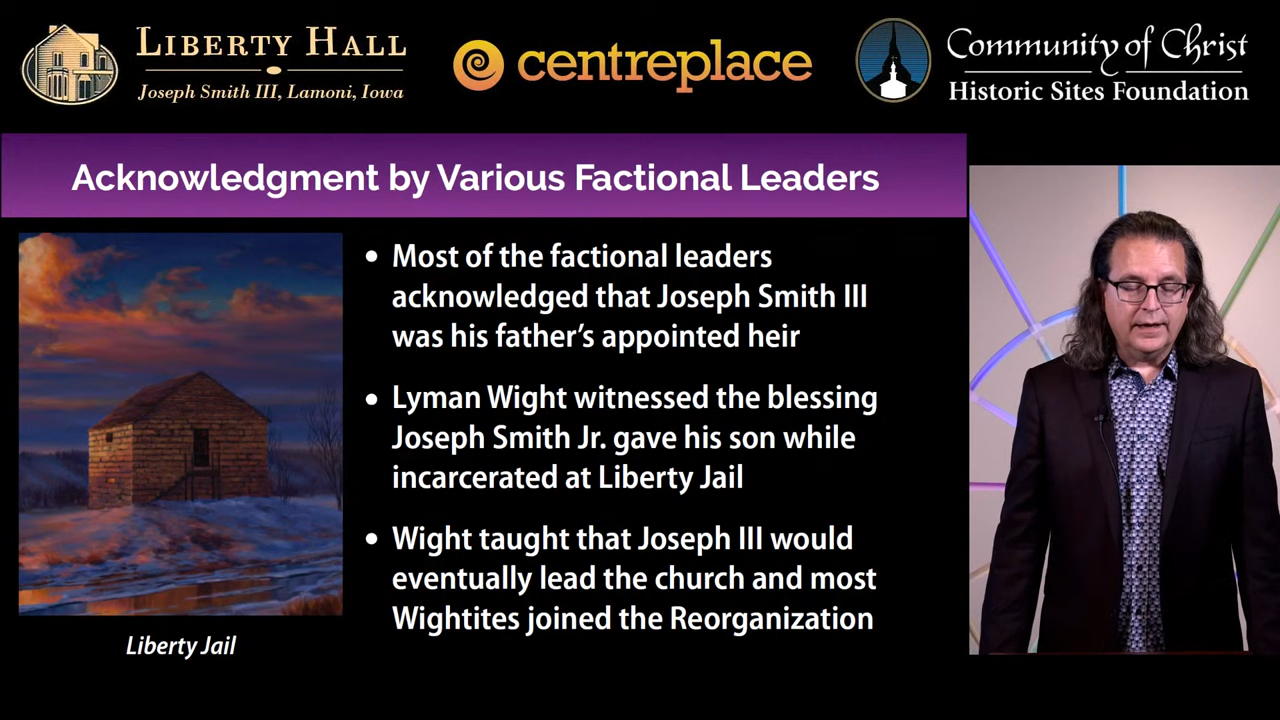 LIBERTY HALL
Joseph Smith III, Lamoni, Iowa
centreplace
Community of Christ
Historic Sites Foundation
Acknowledgment by Various Factional Leaders
• Most of the factional leaders
acknowledged that Joseph Smith III
was his father’s appointed heir
• Lyman Wight witnessed the blessing
Joseph Smith Jr. gave his son while
incarcerated at Liberty Jail
• Wight taught that Joseph III would
eventually lead the church and most
Wightites joined the Reorganization
Liberty Jail